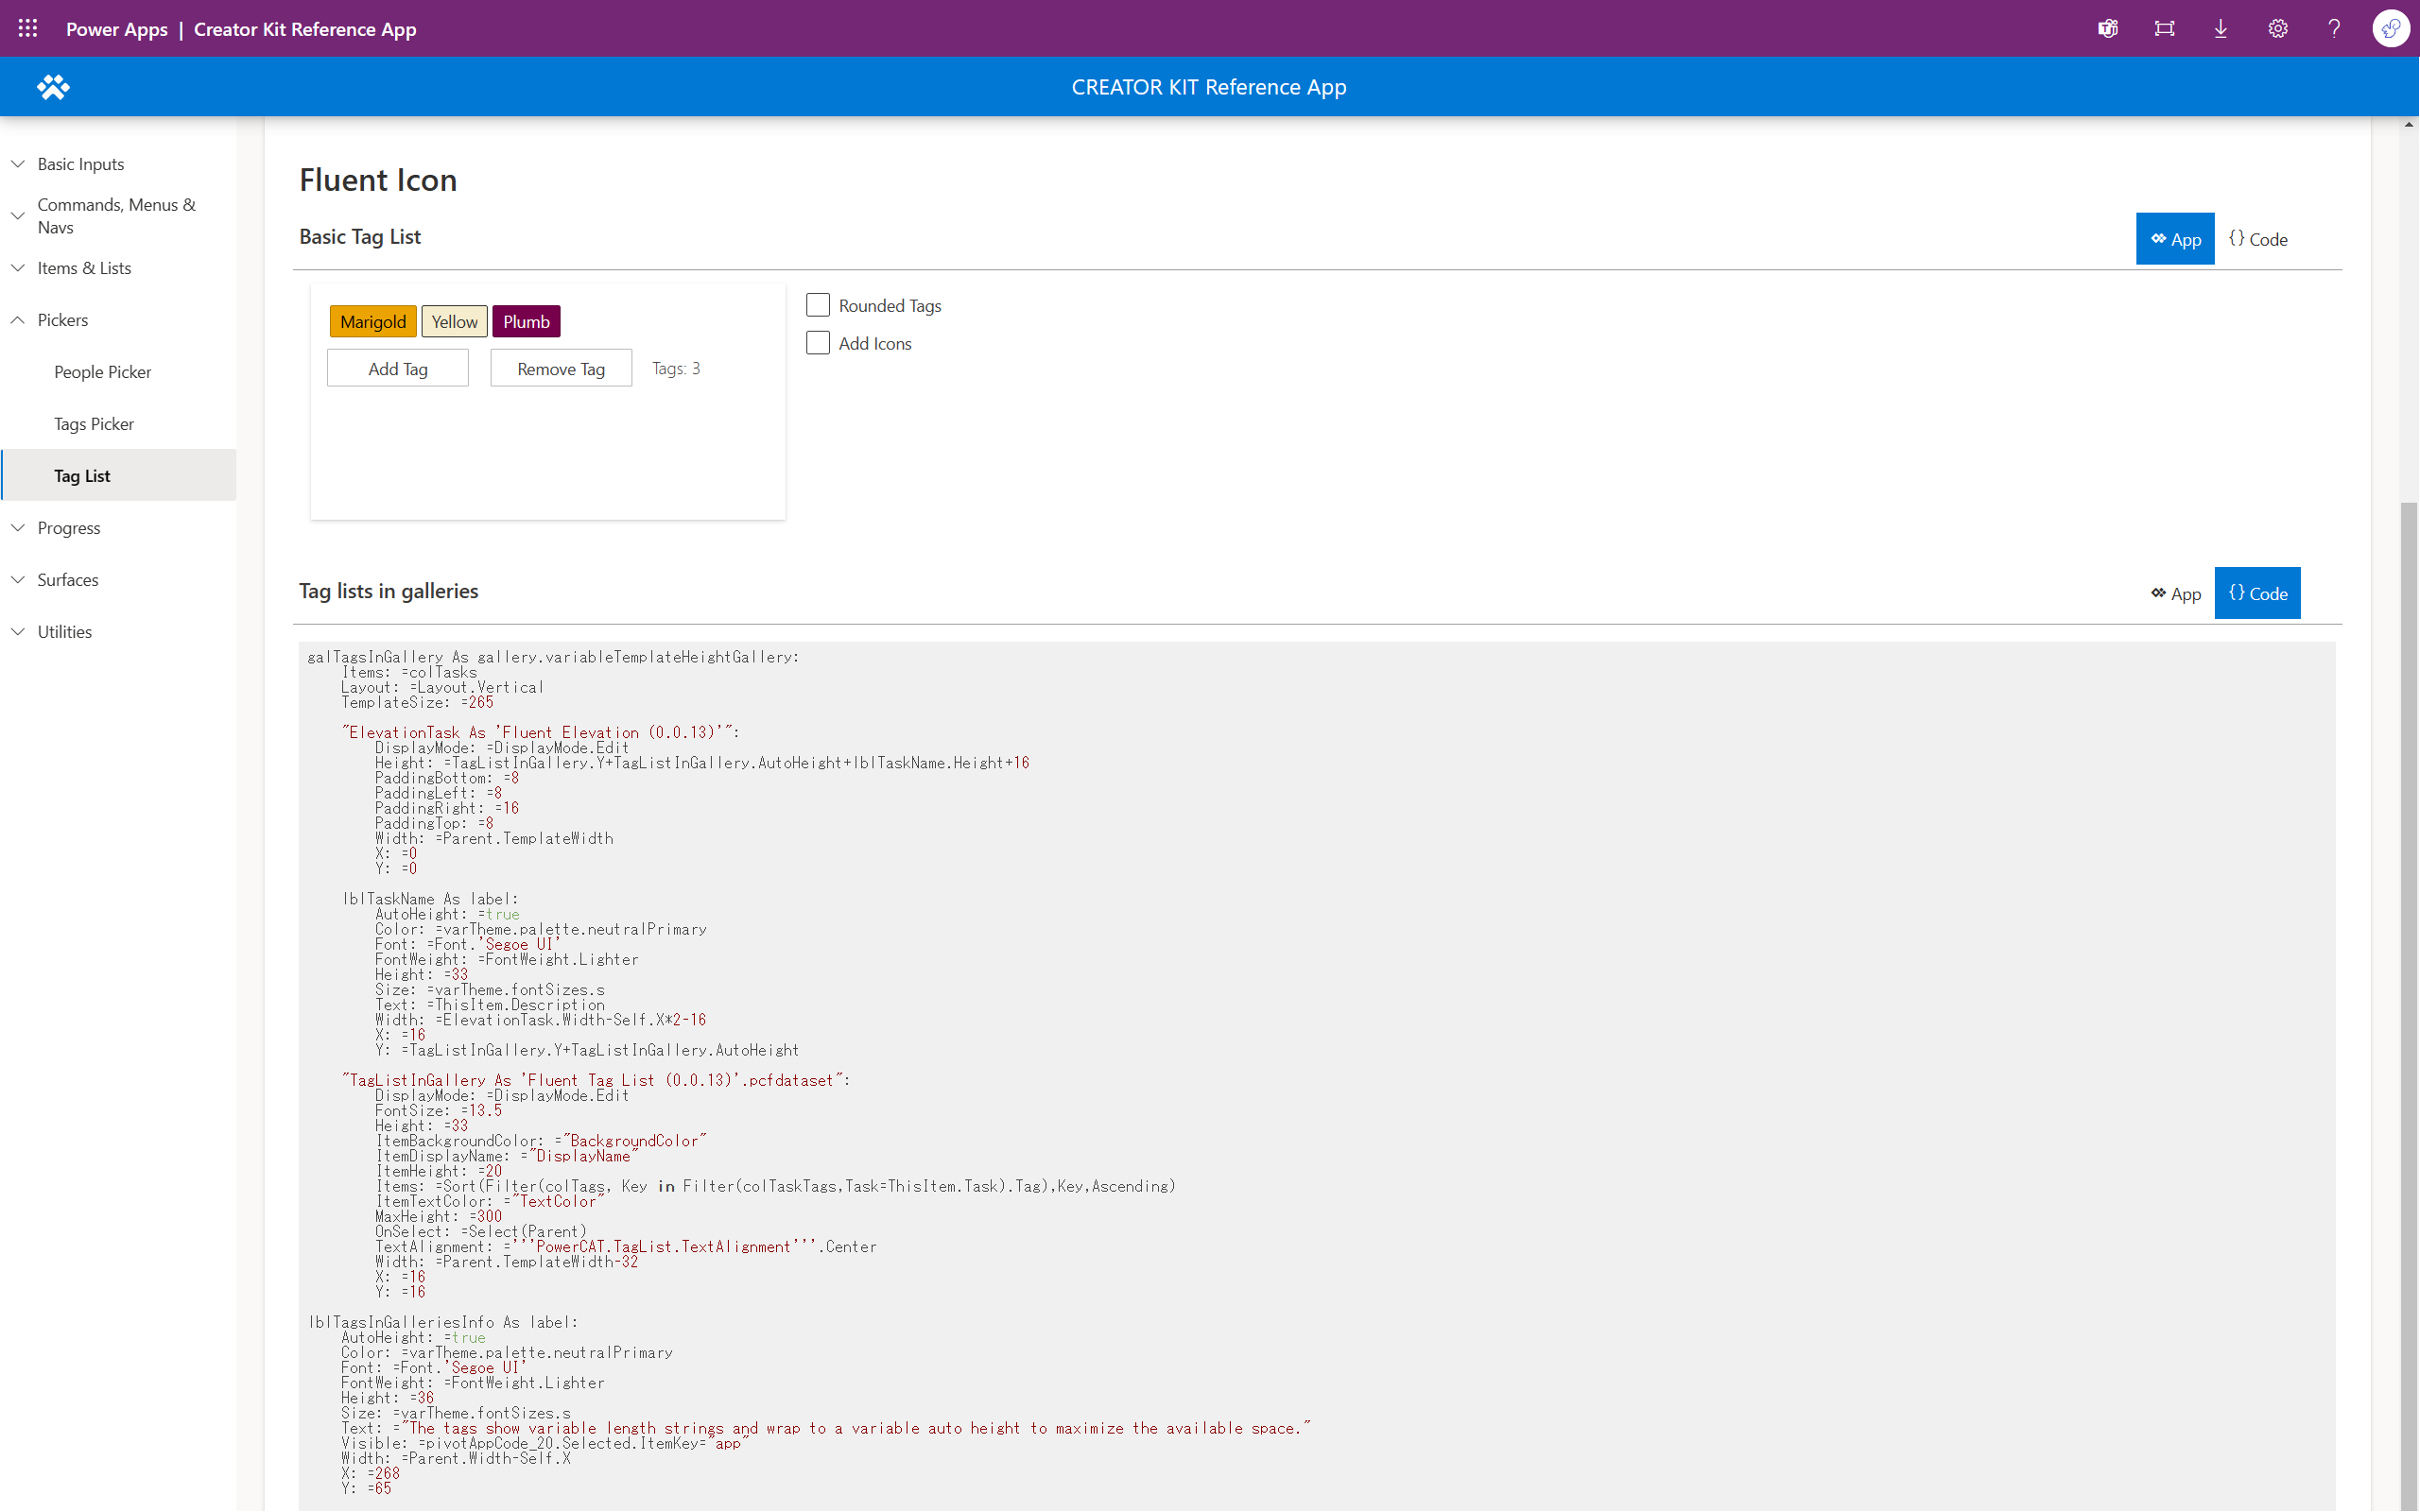 Power Apps | Creator Kit Reference App
CREATOR KIT Reference App
Basic Inputs
Commands, Menus &
Navs
Items & Lists
Pickers
People Picker
Tags Picker
Tag List
Progress
Surfaces
Utilities
Fluent Icon
Basic Tag List
App
{} Code
Marigold
Yellow
Plumb
Add Tag
Remove Tag
Tags: 3
Rounded Tags
Add Icons
Tag lists in galleries
App
{} Code
galTagsInGallery As gallery.variableTemplateHeightGallery:
    Items: =colTasks
    Layout: =Layout.Vertical
    TemplateSize: =265
    "ElevationTask As 'Fluent Elevation (0.0.13)'":
        DisplayMode: =DisplayMode.Edit
        Height: =TagListInGallery.Y+TagListInGallery.AutoHeight+lblTaskName.Height+16
        PaddingBottom: =8
        PaddingLeft: =8
        PaddingRight: =16
        PaddingTop: =8
        Width: =Parent.TemplateWidth
        X: =0
        Y: =0
    lblTaskName As label:
        AutoHeight: =true
        Color: =varTheme.palette.neutralPrimary
        Font: =Font.'Segoe UI'
        FontWeight: =FontWeight.Lighter
        Height: =33
        Size: =varTheme.fontSizes.s
        Text: =ThisItem.Description
        Width: =ElevationTask.Width-Self.X*2-16
        X: =16
        Y: =TagListInGallery.Y+TagListInGallery.AutoHeight
    "TagListInGallery As 'Fluent Tag List (0.0.13)'.pcfdataset":
        DisplayMode: =DisplayMode.Edit
        FontSize: =13.5
        Height: =33
        ItemBackgroundColor: ="BackgroundColor"
        ItemDisplayName: ="DisplayName"
        ItemHeight: =20
        Items: =Sort(Filter(colTags, Key in Filter(colTaskTags,Task=ThisItem.Task).Tag),Key,Ascending)
        ItemTextColor: ="TextColor"
        MaxHeight: =300
        OnSelect: =Select(Parent)
        TextAlignment: ='''PowerCAT.TagList.TextAlignment'''.Center
        Width: =Parent.TemplateWidth-32
        X: =16
        Y: =16
lblTagsInGalleriesInfo As label:
    AutoHeight: =true
    Color: =varTheme.palette.neutralPrimary
    Font: =Font.'Segoe UI'
    FontWeight: =FontWeight.Lighter
    Height: =36
    Size: =varTheme.fontSizes.s
    Text: ="The tags show variable length strings and wrap to a variable auto height to maximize the available space."
    Visible: =pivotAppCode_20.Selected.ItemKey="app"
    Width: =Parent.Width-Self.X
    X: =268
    Y: =65